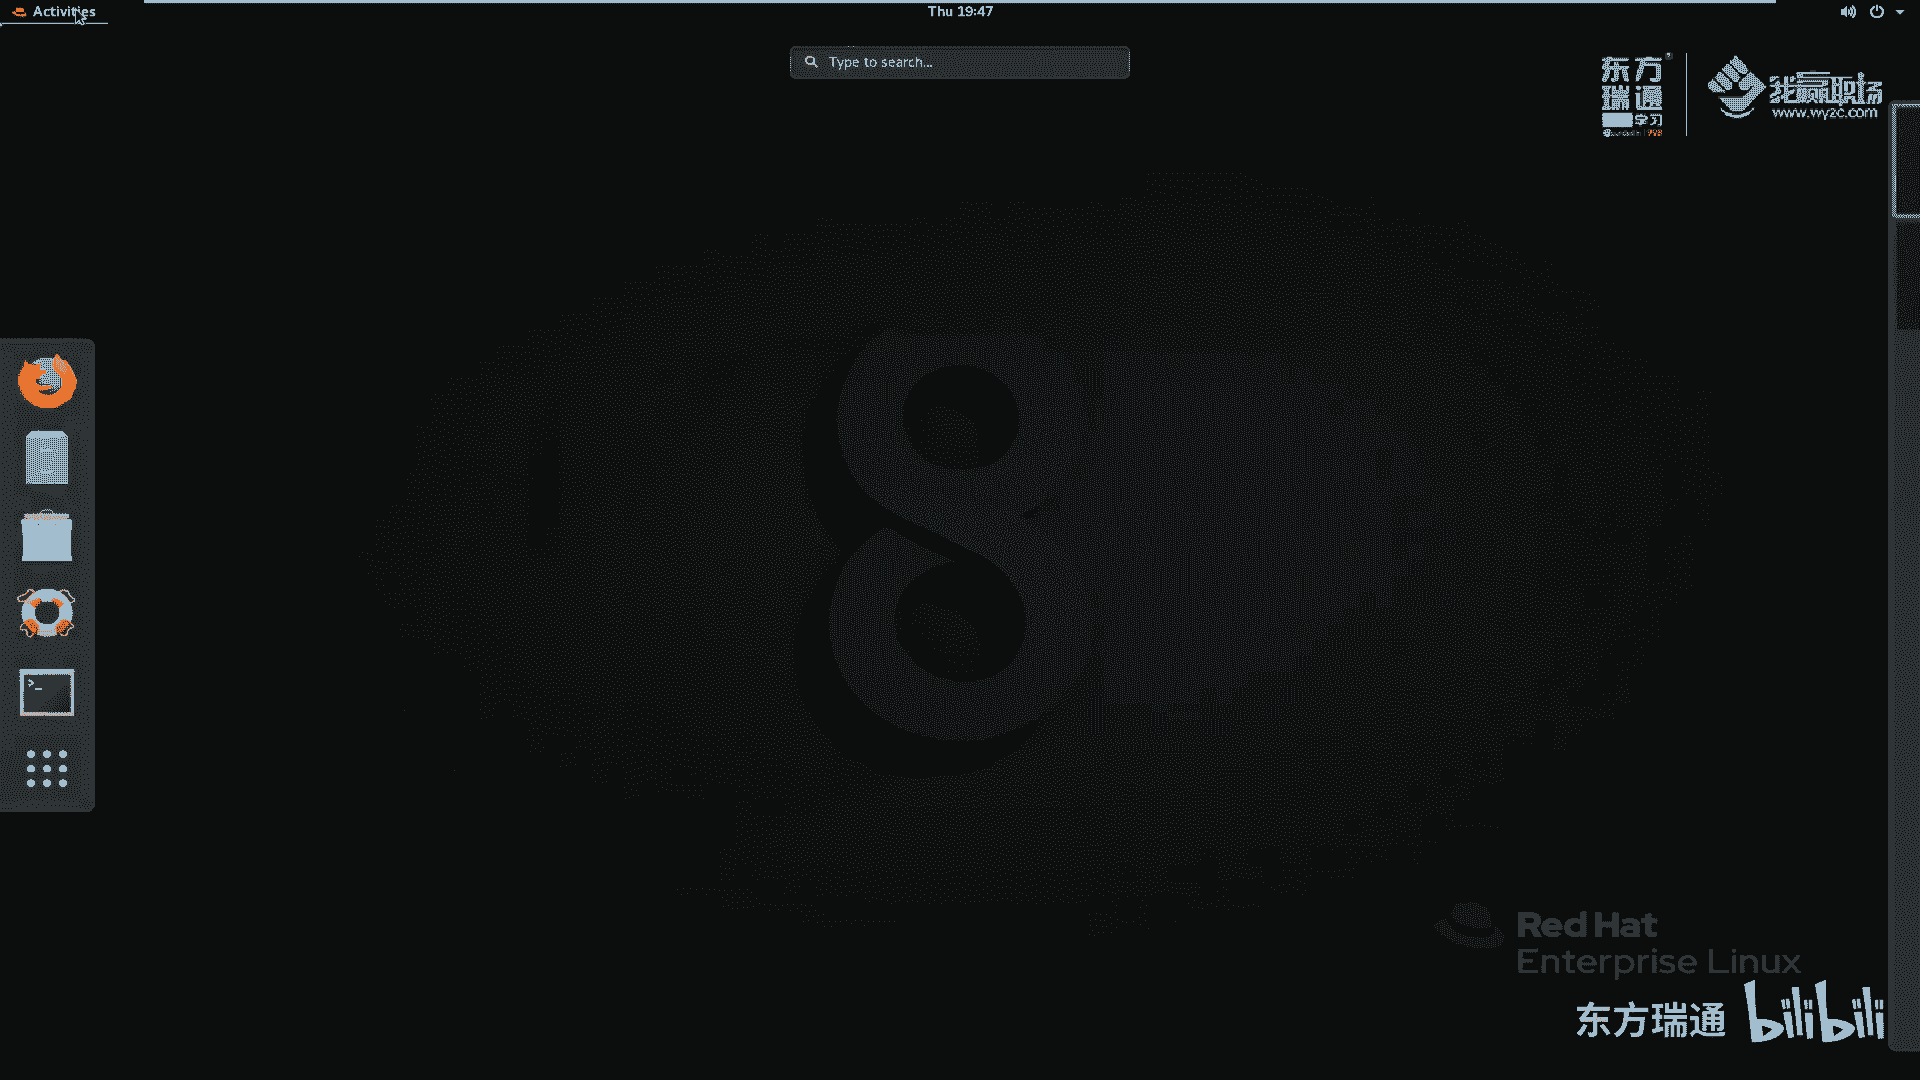 Activities
Thu 19:47
Type to search...
东方
瑞通
学习
我赢职场
www.wyzc.com
>_
Red Hat
Enterprise Linux
东方瑞通 bilibili